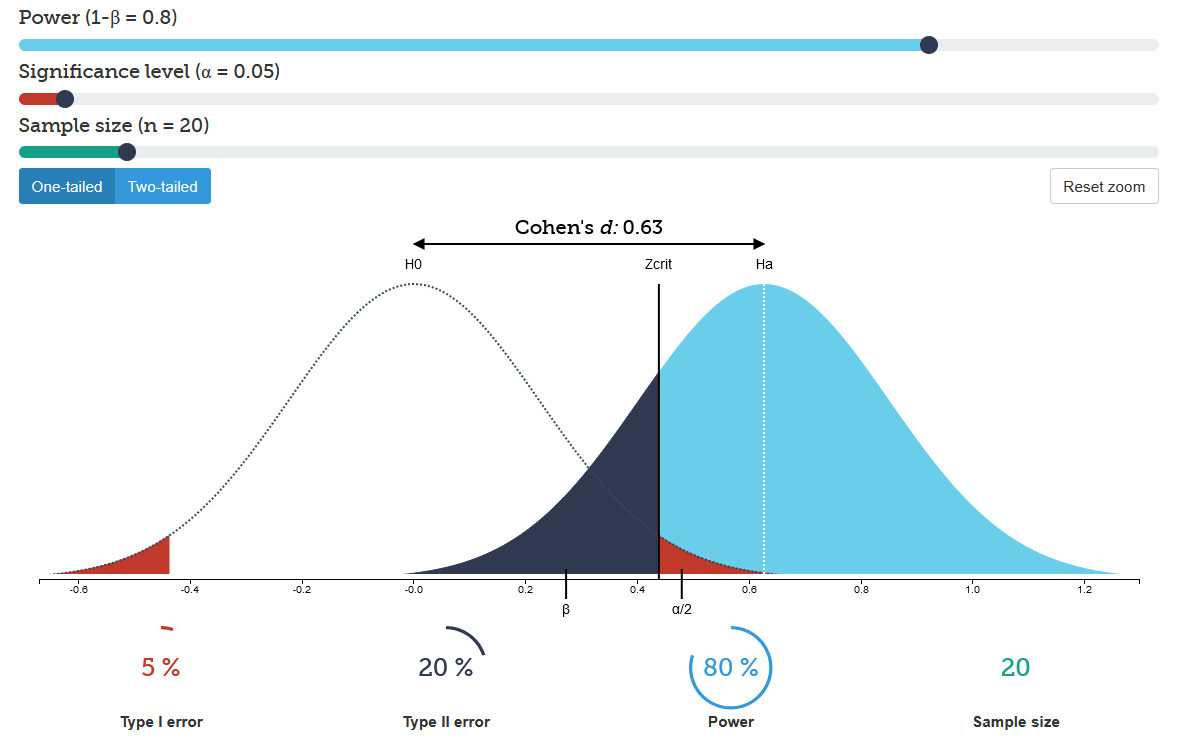 Power (1-β = 0.8)
Significance level (α = 0.05)
Sample size (n = 20)
One-tailed Two-tailed Reset zoom
Cohen's d: 0.63
H0 Zcrit Ha
-0.6 -0.4 -0.2 -0.0 0.2 0.4 0.6 0.8 1.0 1.2
β α/2
5 % 20 % 80 % 20
Type I error Type II error Power Sample size